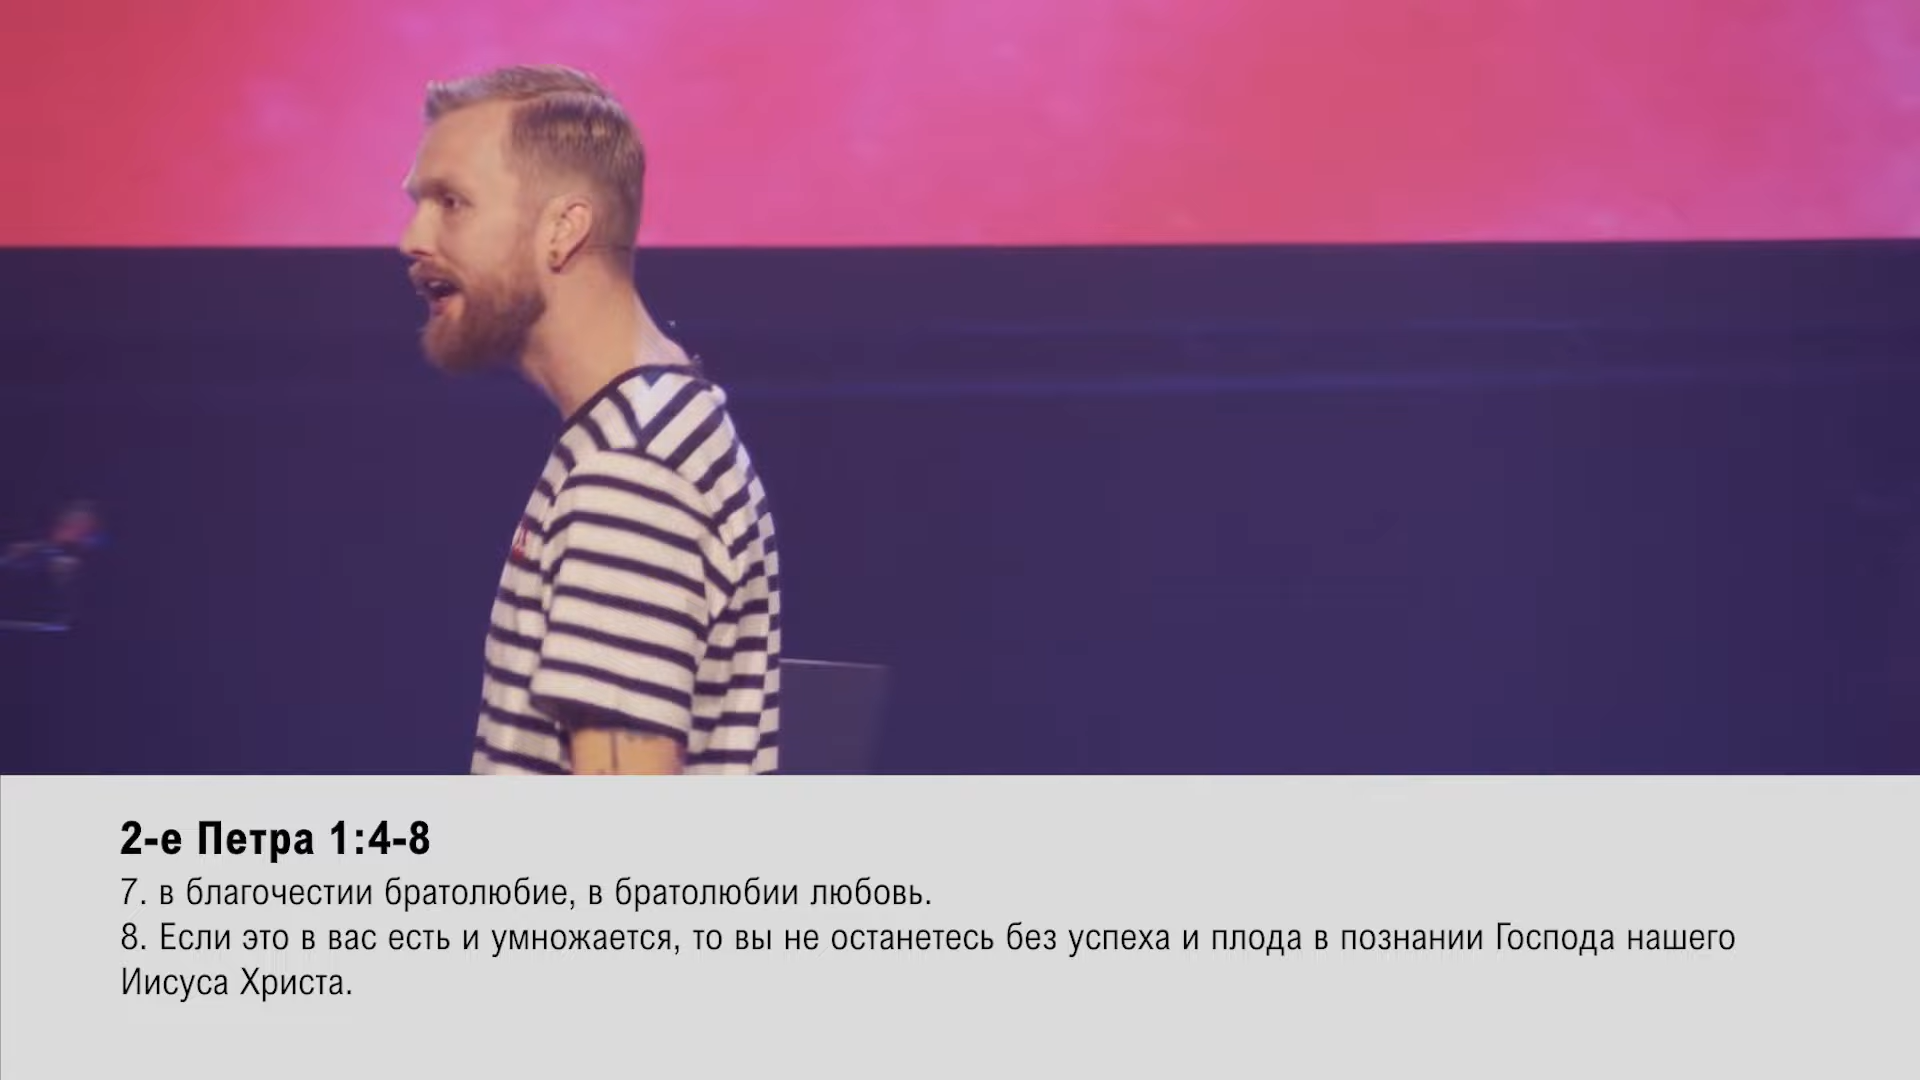 2-е Петра 1:4-8
7. в благочестии братолюбие, в братолюбии любовь.
8. Если это в вас есть и умножается, то вы не останетесь без успеха и плода в познании Господа нашего
Иисуса Христа.